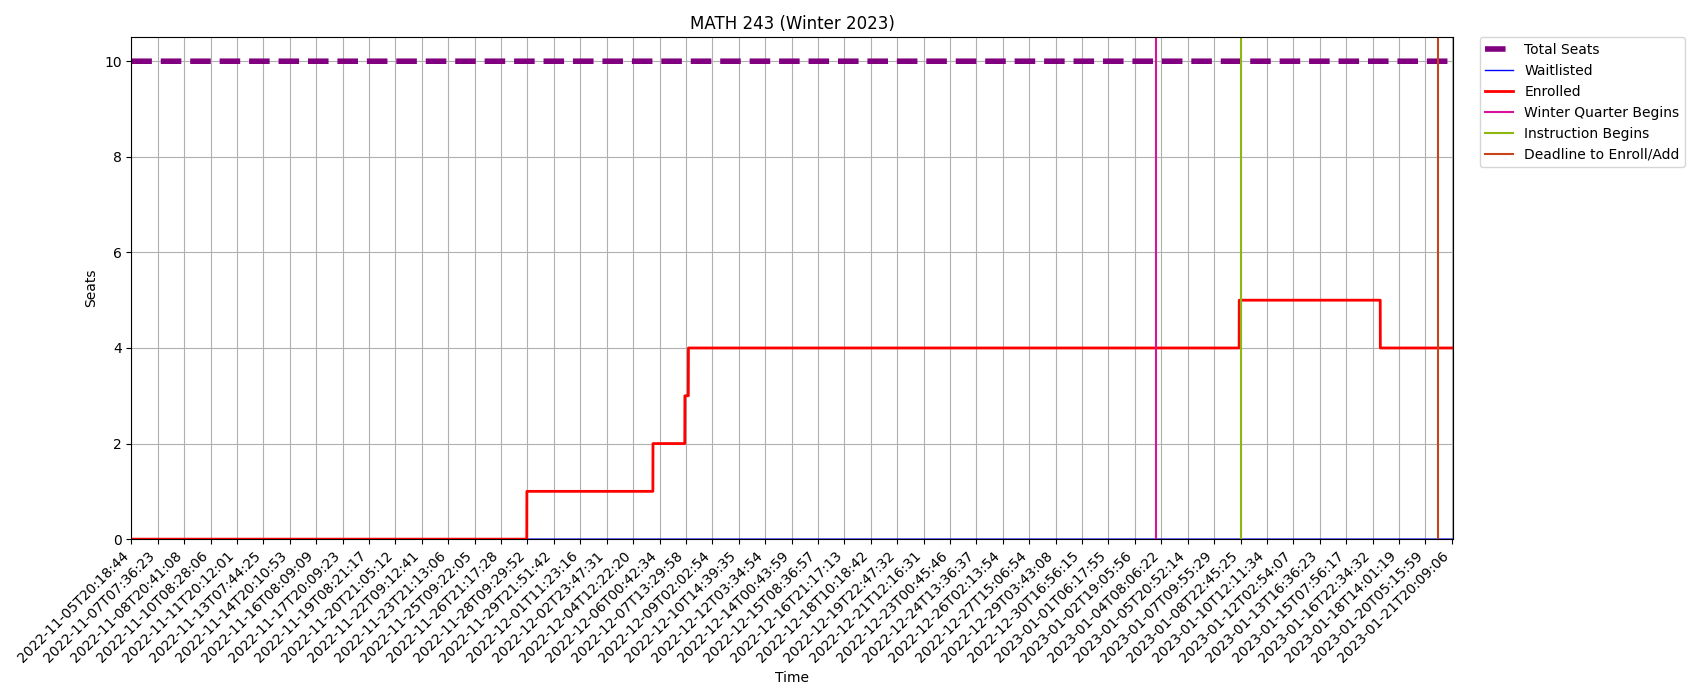 MATH 243 (Winter 2023)
Total Seats
Waitlisted
Enrolled
Winter Quarter Begins
Instruction Begins
Deadline to Enroll/Add
Seats
10
8
6
4
2
0
2022-11-05T20:18:44
2022-11-07T07:36:23
2022-11-08T20:41:08
2022-11-10T08:28:06
2022-11-11T20:12:01
2022-11-13T07:44:25
2022-11-14T20:10:53
2022-11-16T08:09:09
2022-11-17T20:09:23
2022-11-19T08:21:17
2022-11-20T21:05:12
2022-11-22T09:12:41
2022-11-23T21:13:06
2022-11-25T09:22:05
2022-11-26T21:17:28
2022-11-28T09:29:52
2022-11-29T21:51:42
2022-12-01T11:23:16
2022-12-02T23:47:31
2022-12-04T12:22:20
2022-12-06T00:42:34
2022-12-07T13:29:58
2022-12-09T02:02:54
2022-12-10T14:39:35
2022-12-12T03:34:54
2022-12-14T00:43:59
2022-12-15T08:36:57
2022-12-16T21:17:13
2022-12-18T10:18:42
2022-12-19T22:47:32
2022-12-21T12:16:31
2022-12-23T00:45:46
2022-12-24T13:36:37
2022-12-26T02:13:54
2022-12-27T15:06:54
2022-12-29T03:43:08
2022-12-30T16:56:15
2023-01-01T06:17:55
2023-01-02T19:05:56
2023-01-04T08:06:22
2023-01-05T20:52:14
2023-01-07T09:55:29
2023-01-08T22:45:25
2023-01-10T12:11:34
2023-01-12T02:54:07
2023-01-13T16:36:23
2023-01-15T07:56:17
2023-01-16T22:34:32
2023-01-18T14:01:19
2023-01-20T05:15:59
2023-01-21T20:09:06
Time